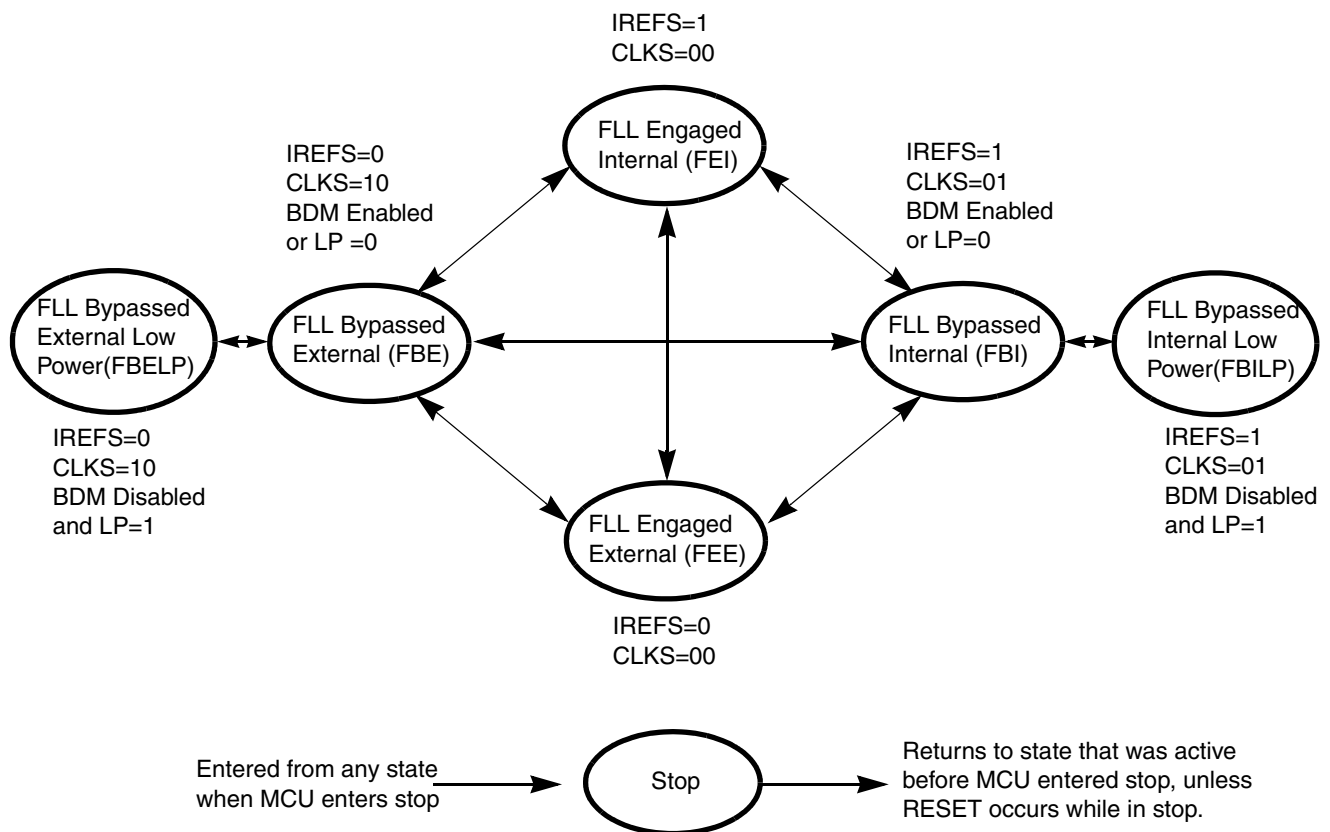 IREFS=1
CLKS=00
FLL Engaged
Internal (FEI)
IREFS=0
CLKS=10
BDM Enabled
or LP =0
IREFS=1
CLKS=01
BDM Enabled
or LP=0
FLL Bypassed
External Low
Power(FBELP)
FLL Bypassed
External (FBE)
FLL Bypassed
Internal (FBI)
FLL Bypassed
Internal Low
Power(FBILP)
IREFS=0
CLKS=10
BDM Disabled
and LP=1
IREFS=1
CLKS=01
BDM Disabled
and LP=1
FLL Engaged
External (FEE)
IREFS=0
CLKS=00
Entered from any state
when MCU enters stop
Stop
Returns to state that was active
before MCU entered stop, unless
RESET occurs while in stop.